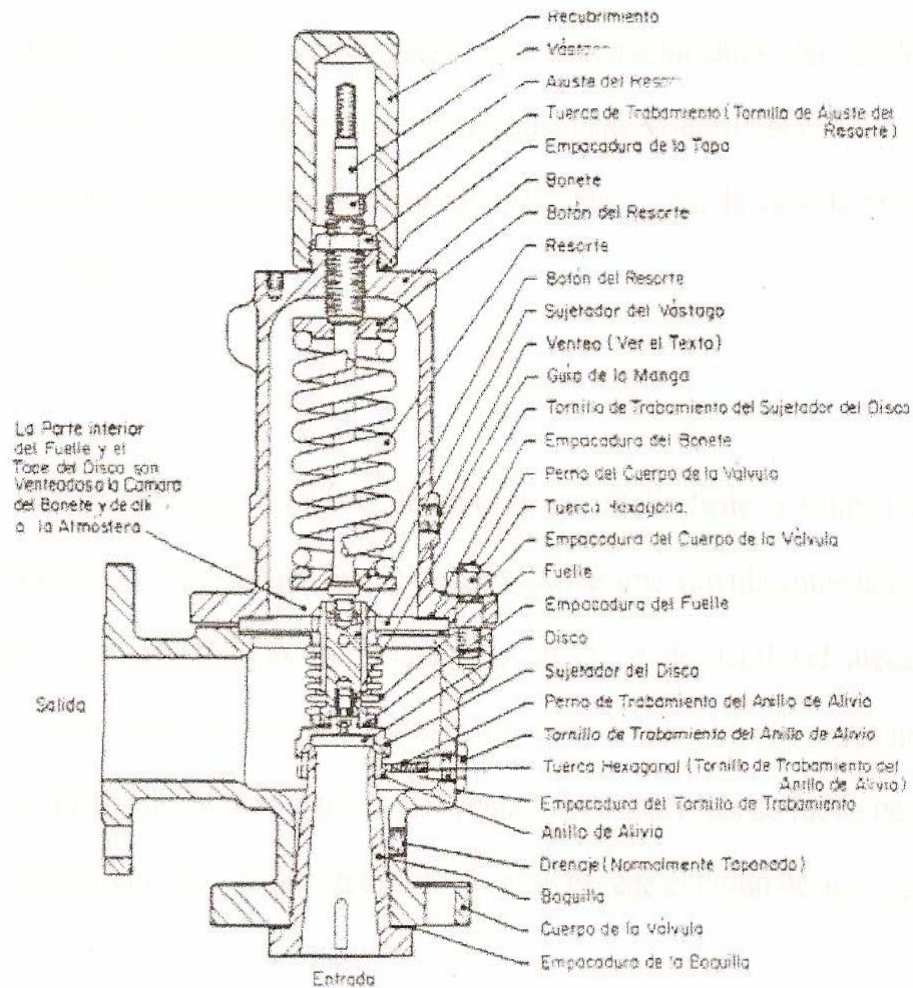 Recubrimiento
Vástago
Ajuste del Resor
Tuerca de Trabamiento (Tornillo de Ajuste del
Resorte)
Empacadura de la Tapa
Bonete
Botón del Resorte
Resorte
Botón del Resorte
Sujetador del Vástago
Venteo (Ver el Texto)
Guía de la Manga
Tornillo de Trabamiento del Sujetador del Disco
Empacadura del Bonete
Perno del Cuerpo de la Válvula
Tuerca Hexagonal
Empacadura del Cuerpo de la Válvula
Fuelle
Empacadura del Fuelle
Disco
Sujetador del Disco
Perno de Trabamiento del Anillo de Alivio
Tornillo de Trabamiento del Anillo de Alivio
Tuerca Hexagonal (Tornillo de Trabamiento del
Anillo de Alivio)
Empacadura del Tornillo de Trabamiento
Anillo de Alivio
Drenaje (Normalmente Taponado)
Boquilla
Cuerpo de la Válvula
Empacadura de la Boquilla
La Parte interior
del Fuelle y el
Tope del Disco son
Venteados a la Camara
del Bonete y de allí
a la Atmosfera
Salida
Entrada